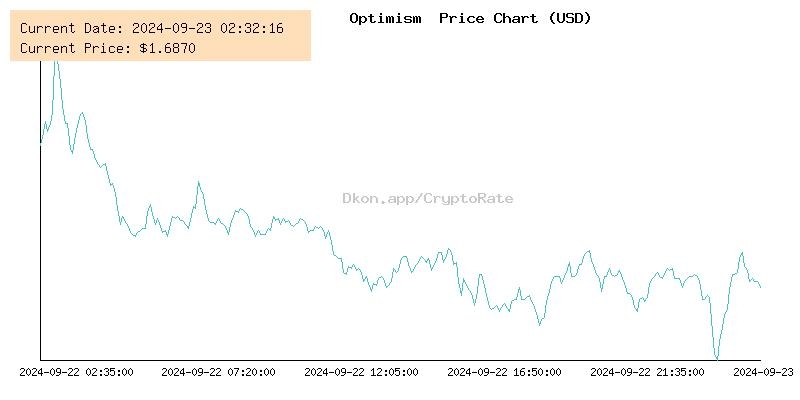 Optimism  Price Chart (USD)
Current Date: 2024-09-23 02:32:16
Current Price: $1.6870
Dkon.app/CryptoRate
2024-09-22 02:35:00 2024-09-22 07:20:00 2024-09-22 12:05:00 2024-09-22 16:50:00 2024-09-22 21:35:00 2024-09-23